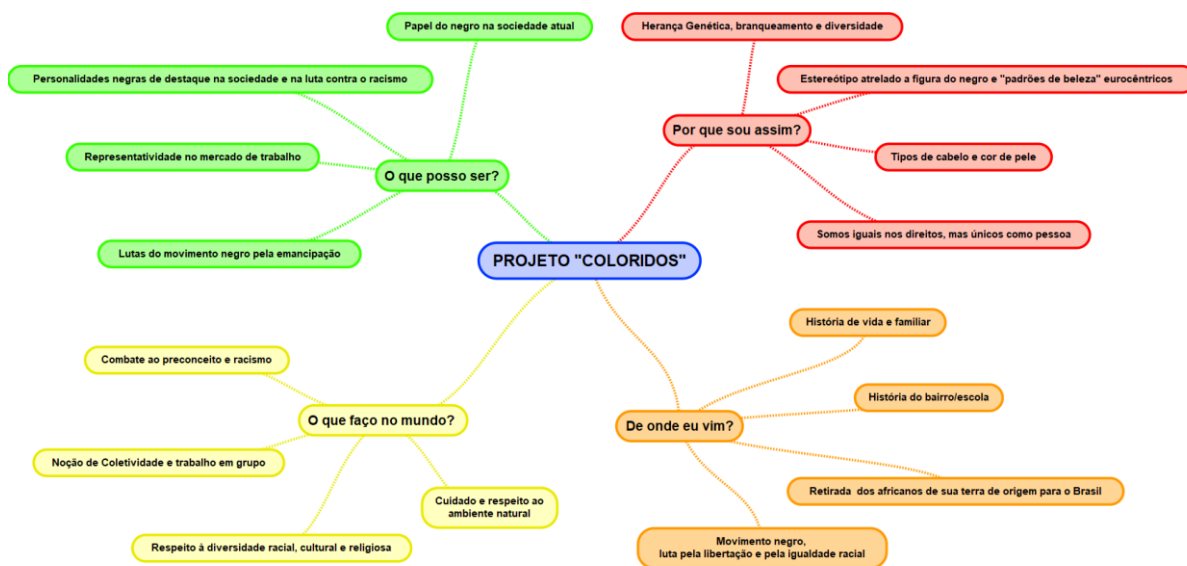 Papel do negro na sociedade atual
Personalidades negras de destaque na sociedade e na luta contra o racismo
Representatividade no mercado de trabalho
O que posso ser?
Lutas do movimento negro pela emancipação
Herança Genética, branqueamento e diversidade
Estereótipo atrelado a figura do negro e "padrões de beleza" eurocêntricos
Por que sou assim?
Tipos de cabelo e cor de pele
Somos iguais nos direitos, mas únicos como pessoa
PROJETO "COLORIDOS"
Combate ao preconceito e racismo
O que faço no mundo?
Noção de Coletividade e trabalho em grupo
Cuidado e respeito ao
ambiente natural
Respeito à diversidade racial, cultural e religiosa
História de vida e familiar
História do bairro/escola
De onde eu vim?
Retirada dos africanos de sua terra de origem para o Brasil
Movimento negro,
luta pela libertação e pela igualdade racial